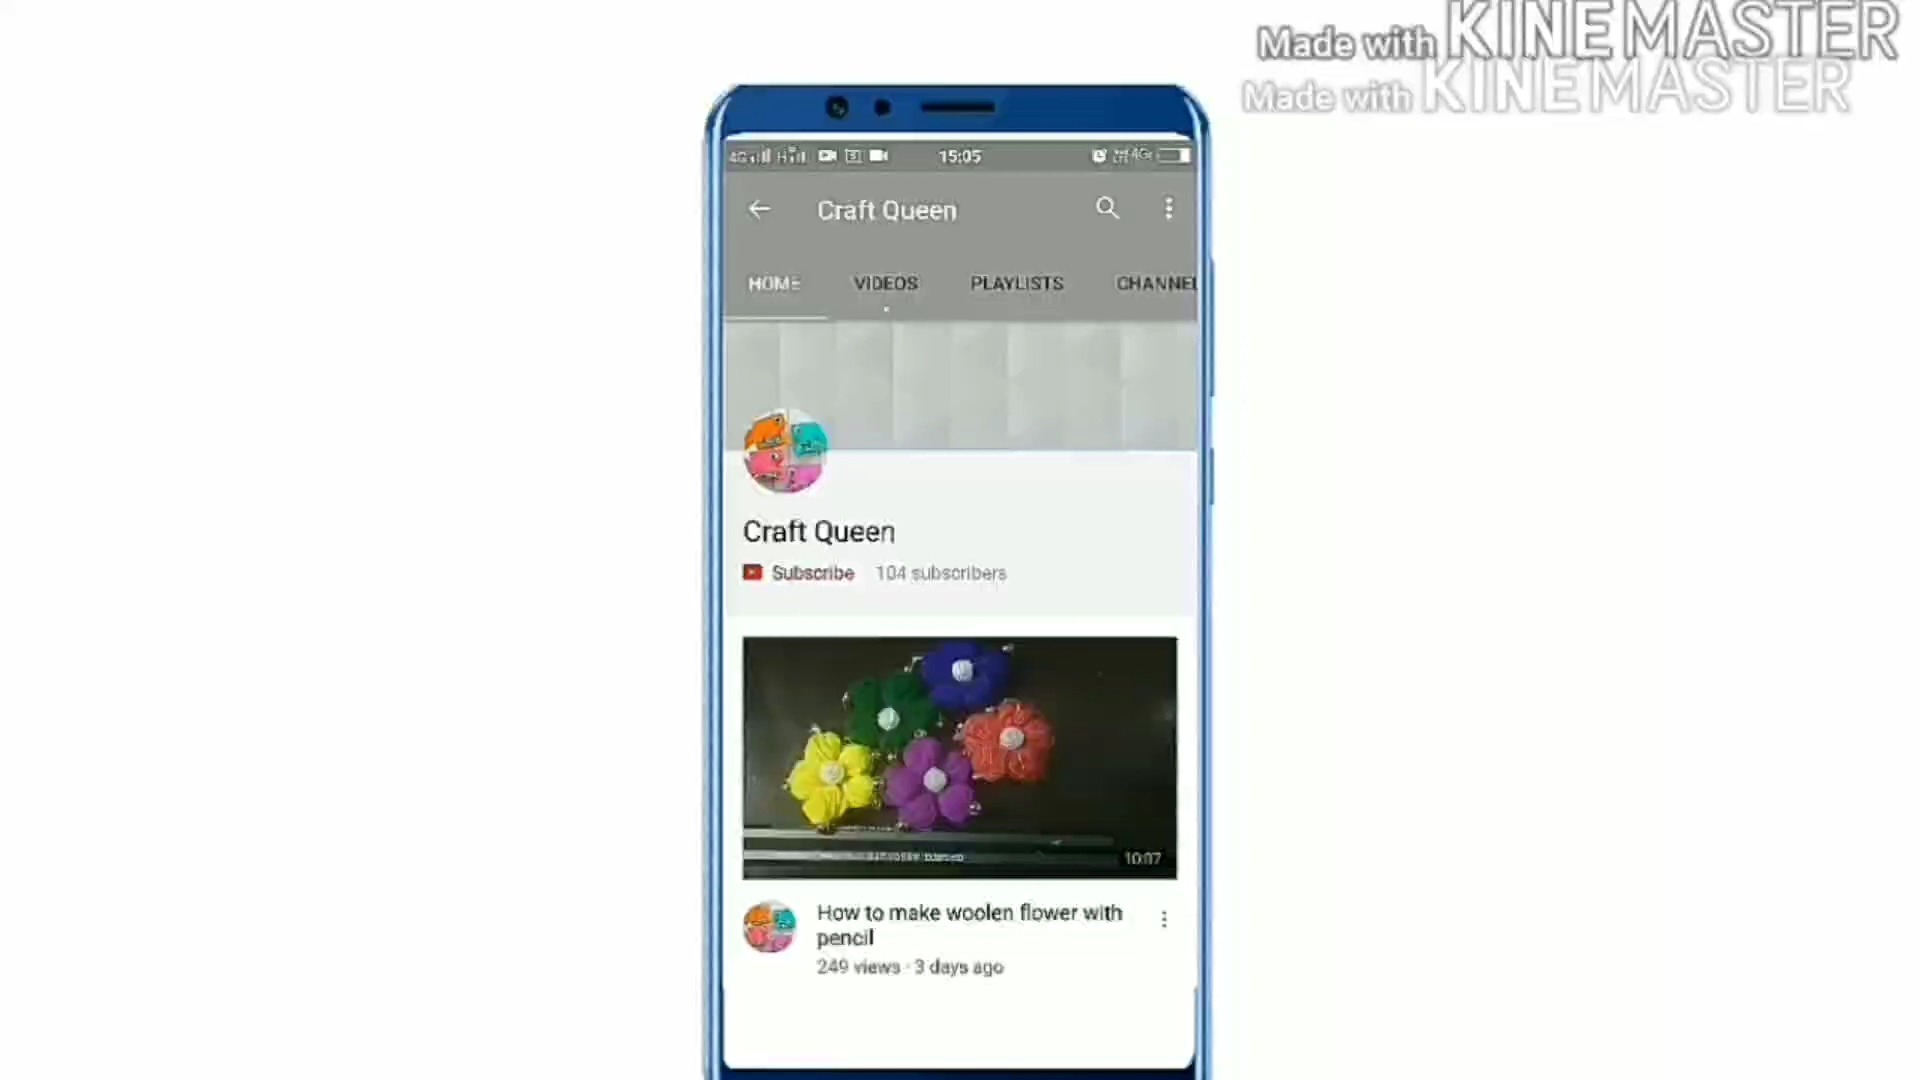 Made with KINEMASTER
Made with KINEMASTER
15:05
Craft Queen
HOME VIDEOS PLAYLISTS CHANNEL
Craft Queen
Subscribe 104 subscribers
10:07
How to make woolen flower with
pencil
249 views · 3 days ago